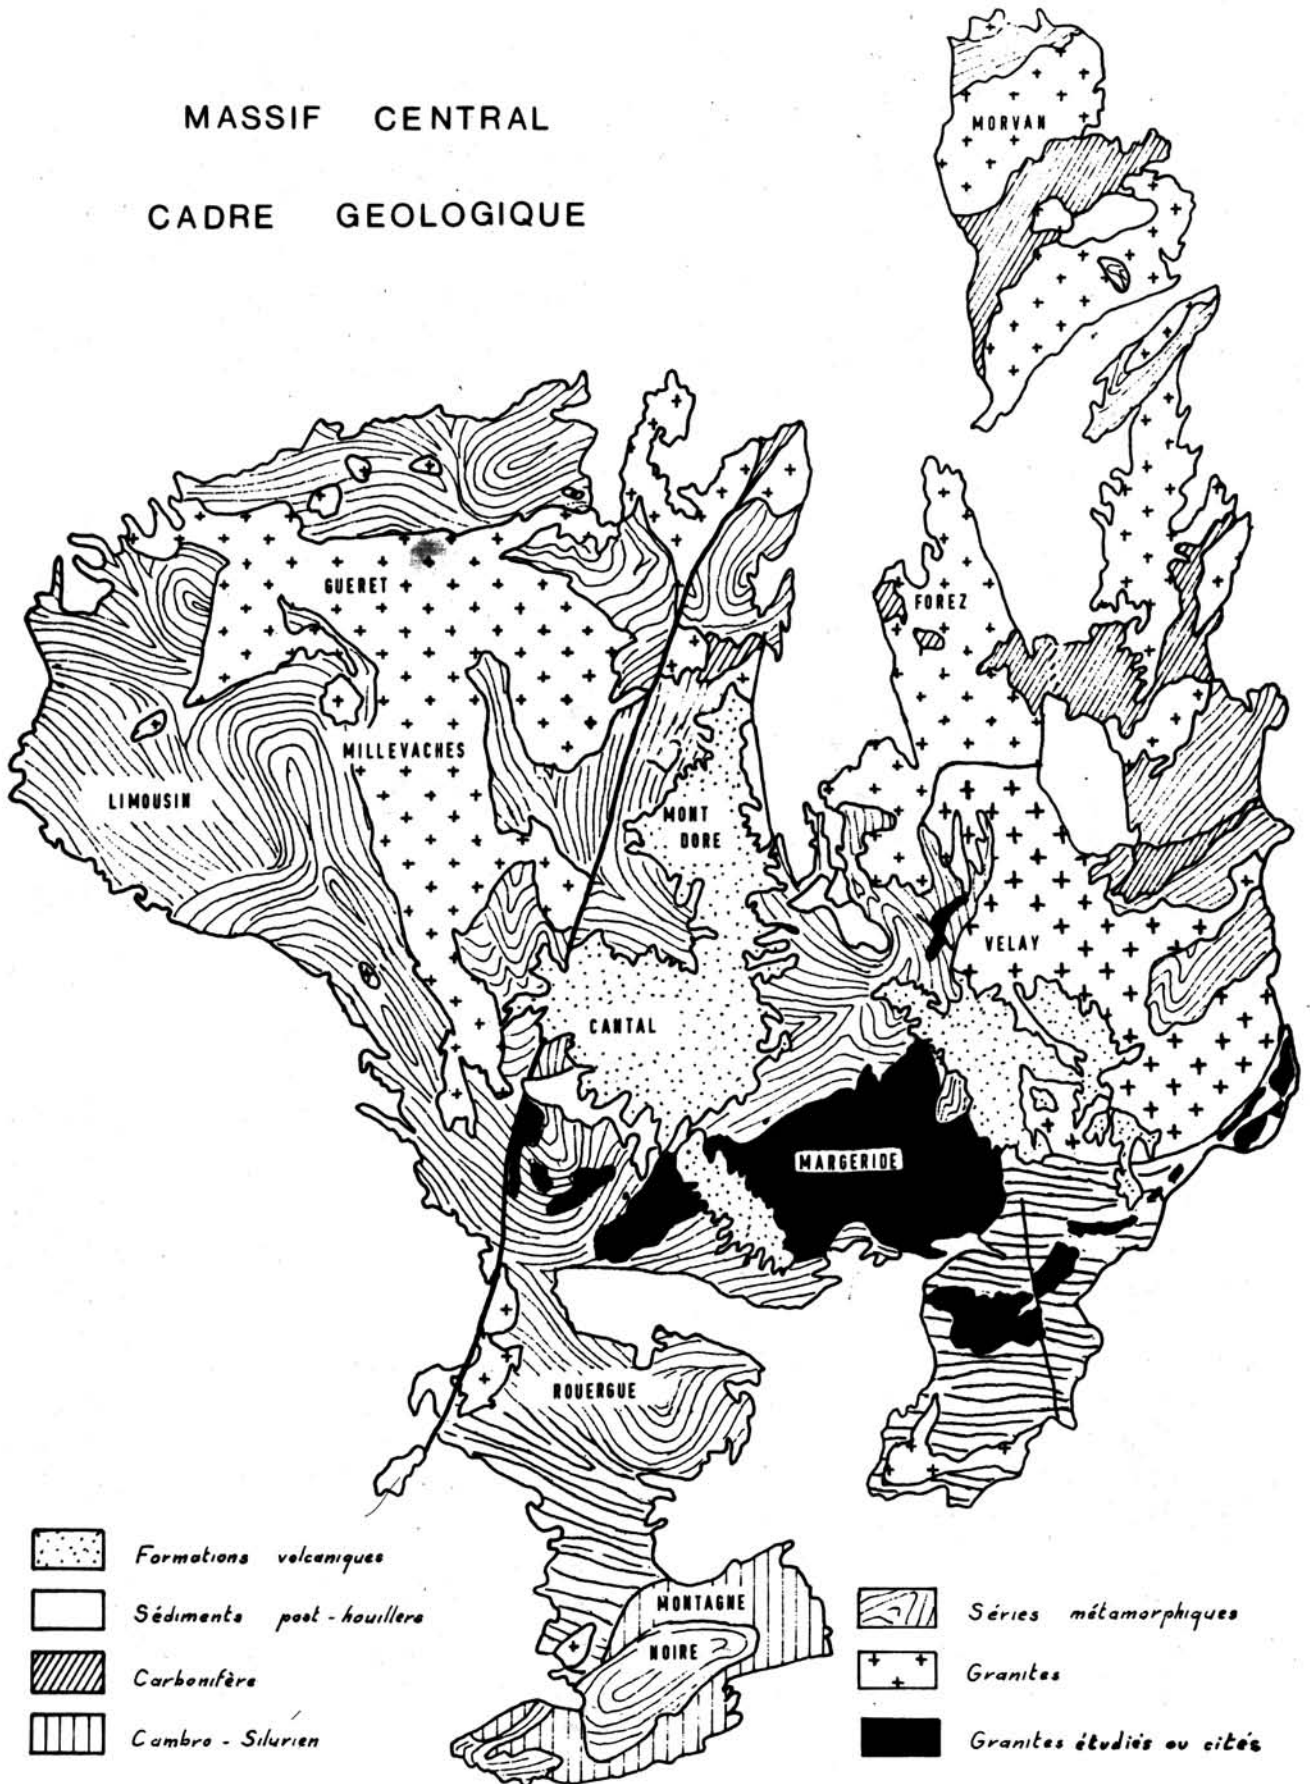 MASSIF CENTRAL
CADRE GEOLOGIQUE
MORVAN
GUERET
FOREZ
MILLEVACHES
LIMOUSIN
MONT
DORE
VELAY
CANTAL
MARGERIDE
ROUERGUE
MONTAGNE
NOIRE
Formations volcaniques
Sédiments post-houillers
Carbonifère
Cambro-Silurien
Séries métamorphiques
Granites
Granites étudiés ou cités